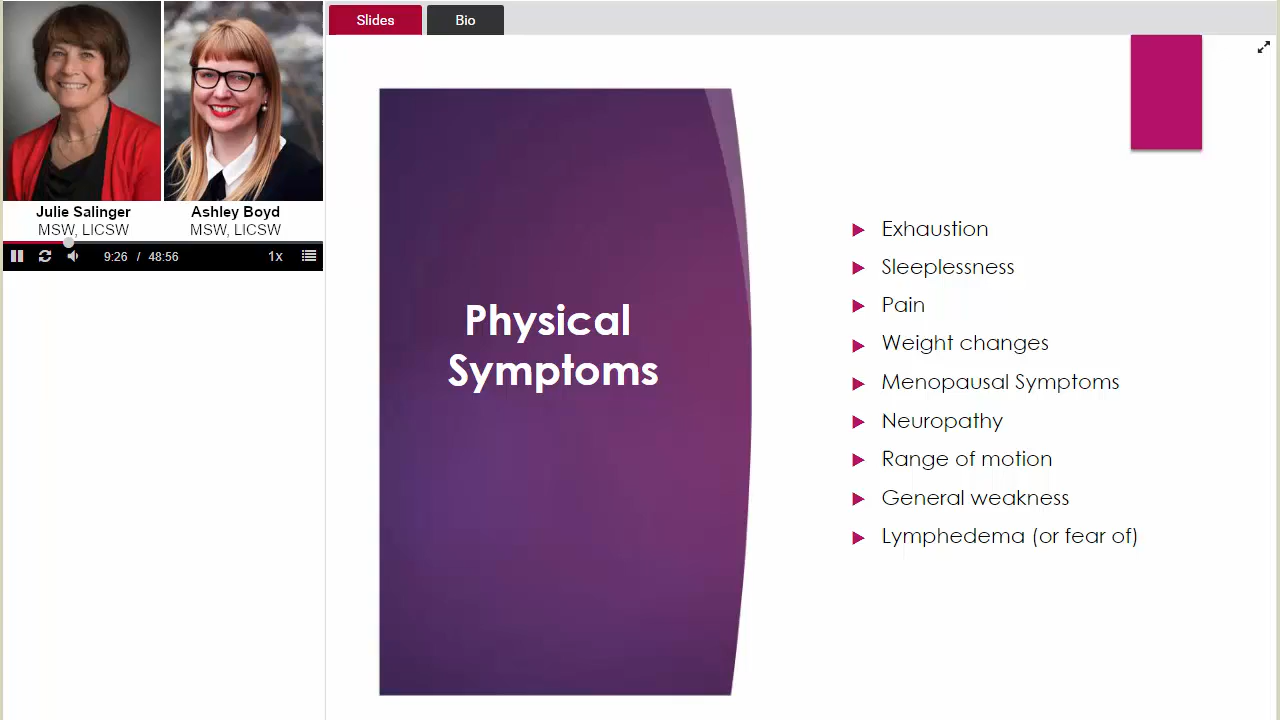 Slides
Bio
Julie Salinger
MSW, LICSW
Ashley Boyd
MSW, LICSW
9:26 / 48:56
1x
Physical
Symptoms
Exhaustion
Sleeplessness
Pain
Weight changes
Menopausal Symptoms
Neuropathy
Range of motion
General weakness
Lymphedema (or fear of)